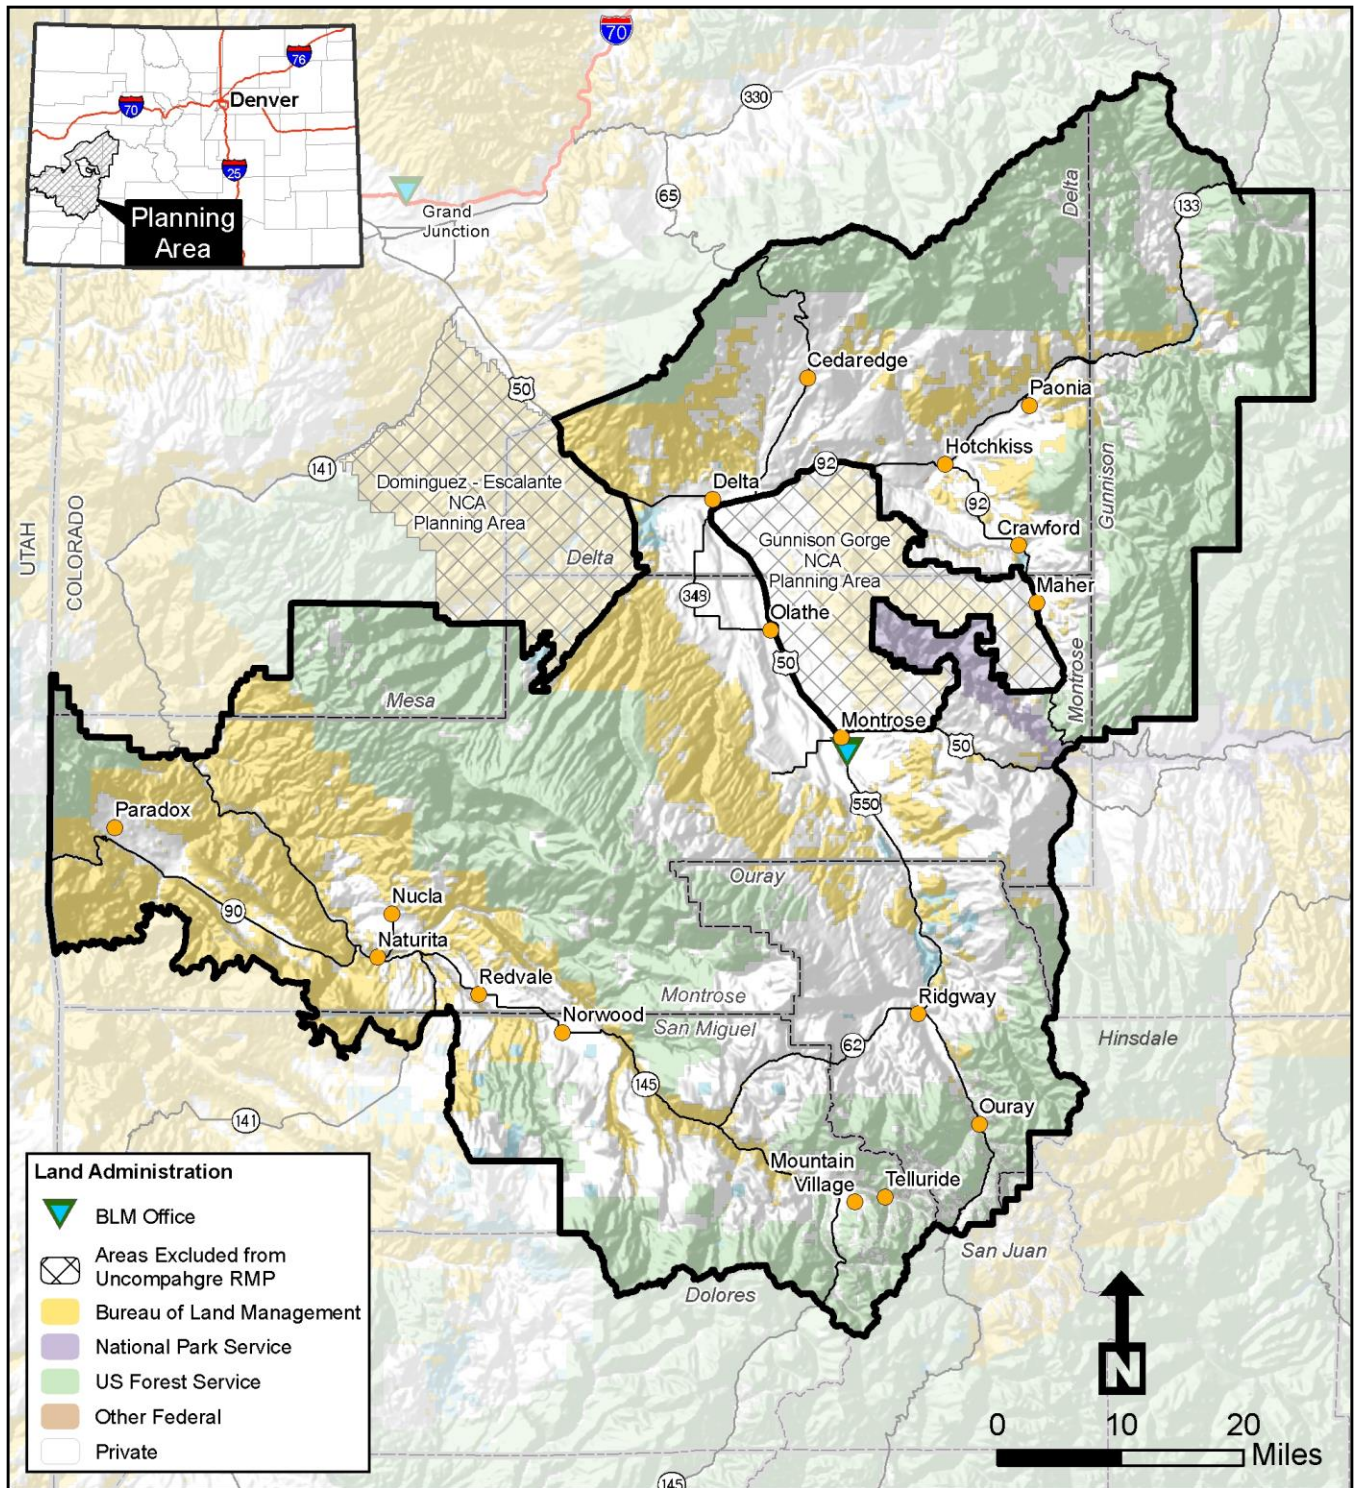 70
76
Denver
70
25
Planning
Area
330
65
Grand
Junction
Delta
133
Cedaredge
50
Paonia
Hotchkiss
141
92
Delta
Dominguez - Escalante
NCA
Planning Area
92
Gunnison
Crawford
Gunnison Gorge
NCA
Planning Area
UTAH
COLORADO
Delta
348
Maher
Olathe
50
Montrose
Mesa
Montrose
50
550
Paradox
Ouray
Nucla
90
Naturita
Redvale
Montrose
Ridgway
Norwood
San Miguel
62
Hinsdale
145
Ouray
141
Mountain
Village
Telluride
San Juan
Dolores
Land Administration
BLM Office
Areas Excluded from
Uncompahgre RMP
Bureau of Land Management
National Park Service
US Forest Service
Other Federal
Private
N
0 10 20
Miles
145